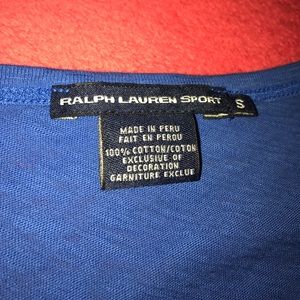 RALPH LAUREN SPORT S
MADE IN PERU
FAIT EN PEROU
100% COTTON/COTON
EXCLUSIVE OF
DECORATION
GARNITURE EXCLUE